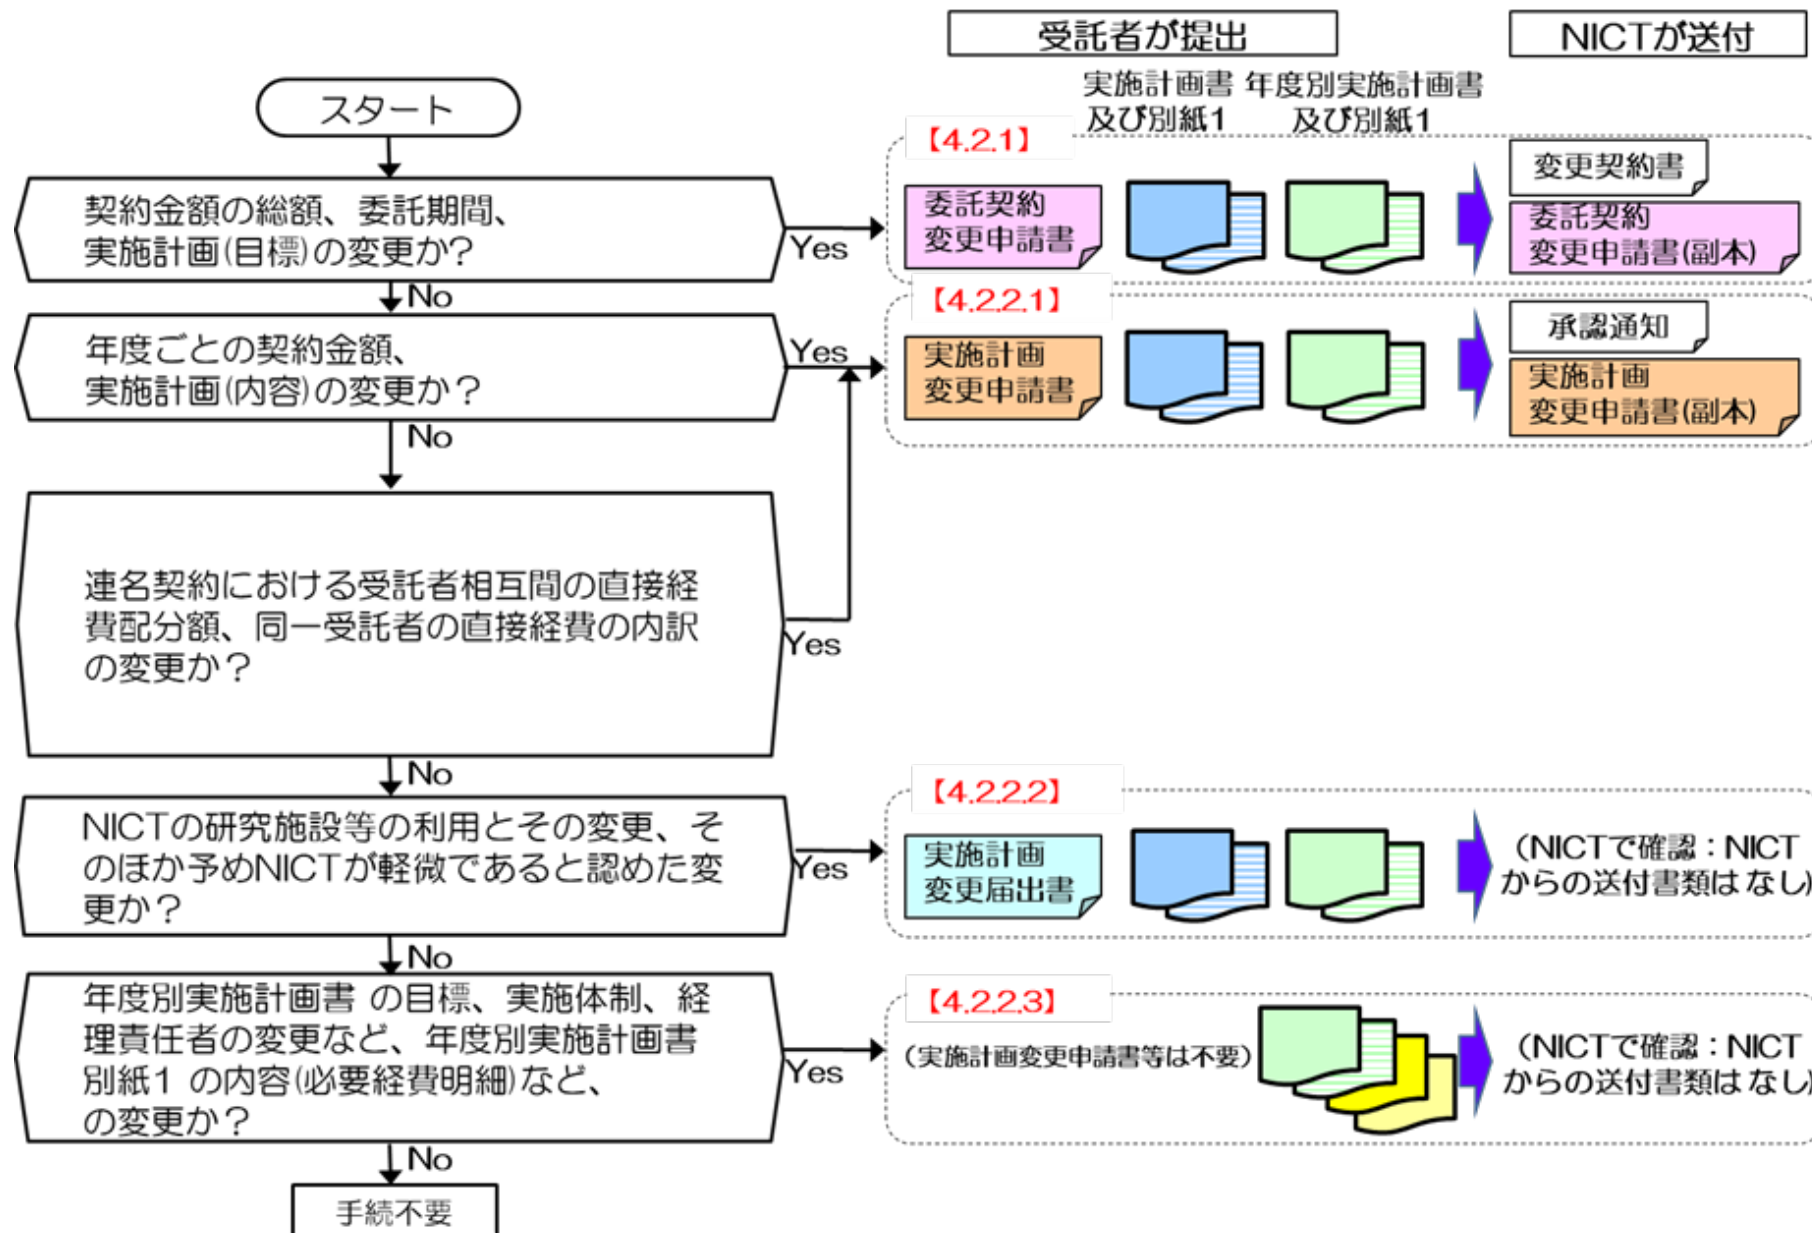 受託者が提出
NICTが送付
実施計画書
及び別紙1
年度別実施計画書
及び別紙1
スタート
契約金額の総額、委託期間、
実施計画(目標)の変更か?
Yes
No
【4.2.1】
委託契約
変更申請書
変更契約書
委託契約
変更申請書(副本)
年度ごとの契約金額、
実施計画(内容)の変更か？
Yes
No
【4.2.2.1】
実施計画
変更申請書
承認通知
実施計画
変更申請書(副本)
連名契約における受託者相互間の直接経
費配分額、同一受託者の直接経費の内訳
の変更か？
Yes
No
NICTの研究施設等の利用とその変更、そ
のほか予めNICTが軽微であると認めた変
更か？
Yes
No
【4.2.2.2】
実施計画
変更届出書
（NICTで確認：NICT
からの送付書類は なし)
年度別実施計画書 の目標、実施体制、経
理責任者の変更など、年度別実施計画書
別紙1 の内容(必要経費明細)など、
の変更か？
Yes
No
【4.2.2.3】
（実施計画変更申請書等は不要）
（NICTで確認：NICT
からの送付書類は なし)
手続不要